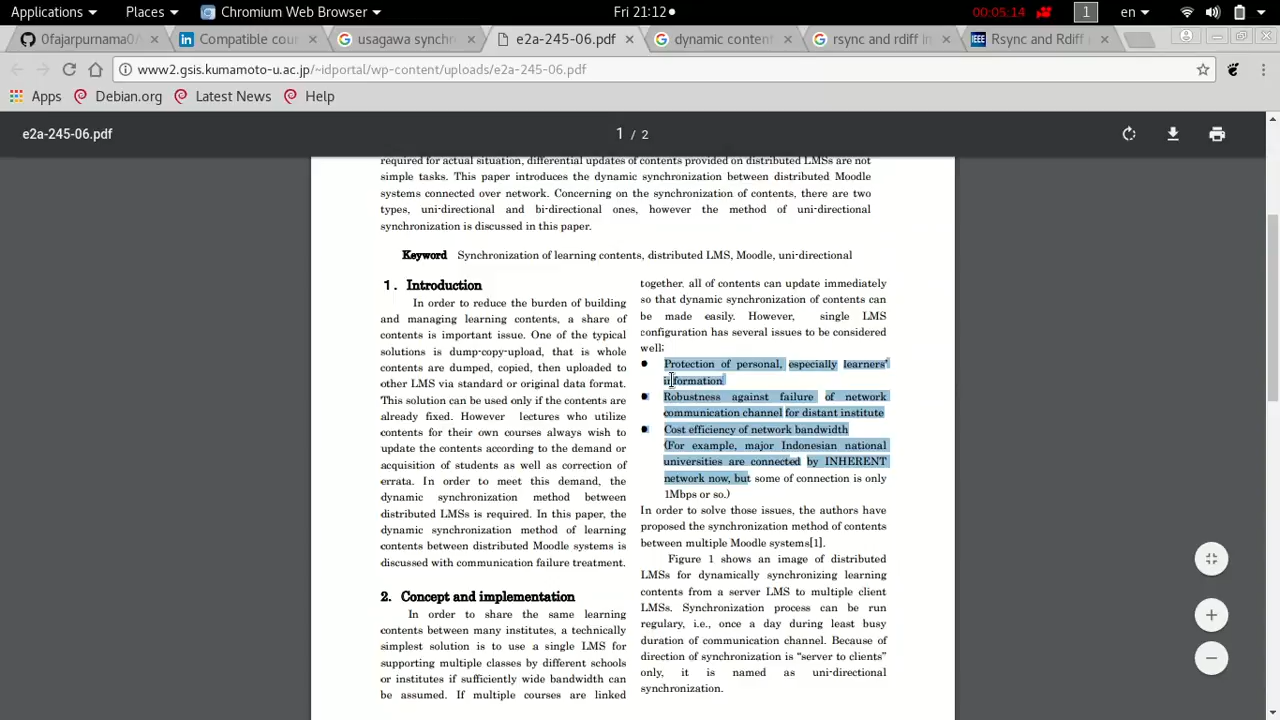 Applications
Places
Chromium Web Browser
Fri 21:12
00:05:14
1
en
0fajarpurnama0/
Compatible cour
usagawa synchr
e2a-245-06.pdf
dynamic content
rsync and rdiff in
Rsync and Rdiff
www2.gsis.kumamoto-u.ac.jp/~idportal/wp-content/uploads/e2a-245-06.pdf
Apps
Debian.org
Latest News
Help
e2a-245-06.pdf
1 / 2
required for actual situation, differential updates of contents provided on distributed LMSs are not
simple tasks. This paper introduces the dynamic synchronization between distributed Moodle
systems connected over network. Concerning on the synchronization of contents, there are two
types, uni-directional and bi-directional ones, however the method of uni-directional
synchronization is discussed in this paper.
Keyword Synchronization of learning contents, distributed LMS, Moodle, uni-directional
1. Introduction
In order to reduce the burden of building
and managing learning contents, a share of
contents is important issue. One of the typical
solutions is dump-copy-upload, that is whole
contents are dumped, copied, then uploaded to
other LMS via standard or original data format.
This solution can be used only if the contents are
already fixed. However lectures who utilize
contents for their own courses always wish to
update the contents according to the demand or
acquisition of students as well as correction of
errata. In order to meet this demand, the
dynamic synchronization method between
distributed LMSs is required. In this paper, the
dynamic synchronization method of learning
contents between distributed Moodle systems is
discussed with communication failure treatment.
2. Concept and implementation
In order to share the same learning
contents between many institutes, a technically
simplest solution is to use a single LMS for
supporting multiple classes by different schools
or institutes if sufficiently wide bandwidth can
be assumed. If multiple courses are linked
together, all of contents can update immediately
so that dynamic synchronization of contents can
be made easily. However, single LMS
configuration has several issues to be considered
well;
● Protection of personal, especially learners'
information
● Robustness against failure of network
communication channel for distant institute
● Cost efficiency of network bandwidth
(For example, major Indonesian national
universities are connected by INHERENT
network now, but some of connection is only
1Mbps or so.)
In order to solve those issues, the authors have
proposed the synchronization method of contents
between multiple Moodle systems[1].
Figure 1 shows an image of distributed
LMSs for dynamically synchronizing learning
contents from a server LMS to multiple client
LMSs. Synchronization process can be run
regulary, i.e., once a day during least busy
duration of communication channel. Because of
direction of synchronization is “server to clients”
only, it is named as uni-directional
synchronization.